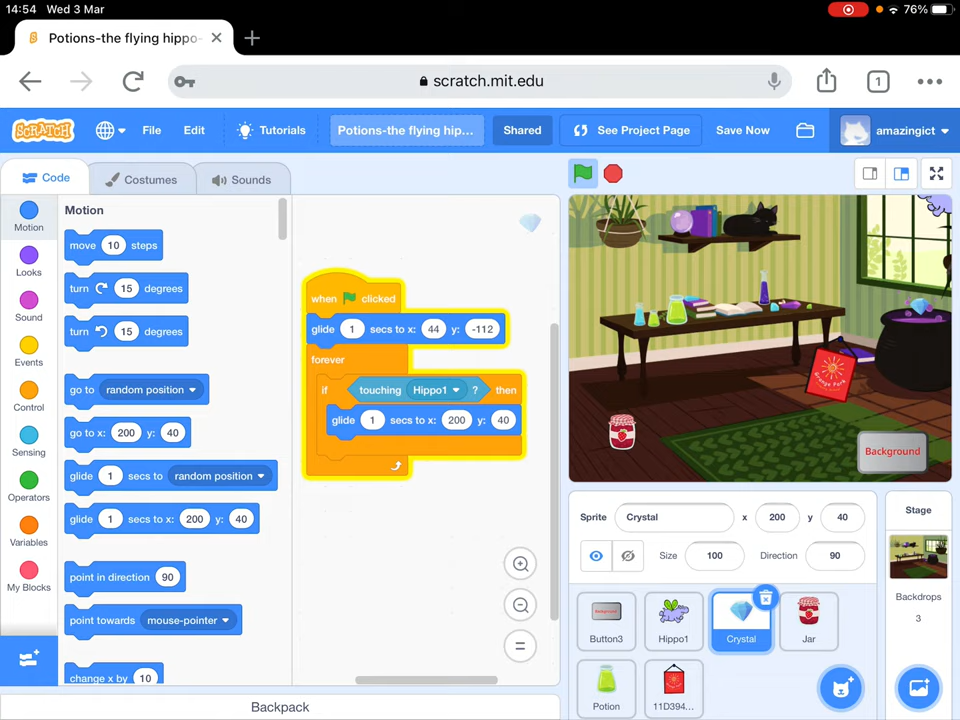 14:54 Wed 3 Mar
76%
Potions-the flying hippo-
scratch.mit.edu
1
SCRATCH
File
Edit
Tutorials
Potions-the flying hip...
Shared
See Project Page
Save Now
amazingict
Code
Costumes
Sounds
Motion
Looks
Sound
Events
Control
Sensing
Operators
Variables
My Blocks
Motion
move 10 steps
turn 15 degrees
turn 15 degrees
go to random position
go to x: 200 y: 40
glide 1 secs to random position
glide 1 secs to x: 200 y: 40
point in direction 90
point towards mouse-pointer
change x by 10
when clicked
glide 1 secs to x: 44 y: -112
forever
if touching Hippo1 ? then
glide 1 secs to x: 200 y: 40
Backpack
Grange Park
Background
Sprite Crystal x 200 y 40
Size 100 Direction 90
Button3
Hippo1
Crystal
Jar
Potion
11D394...
Stage
Backdrops
3